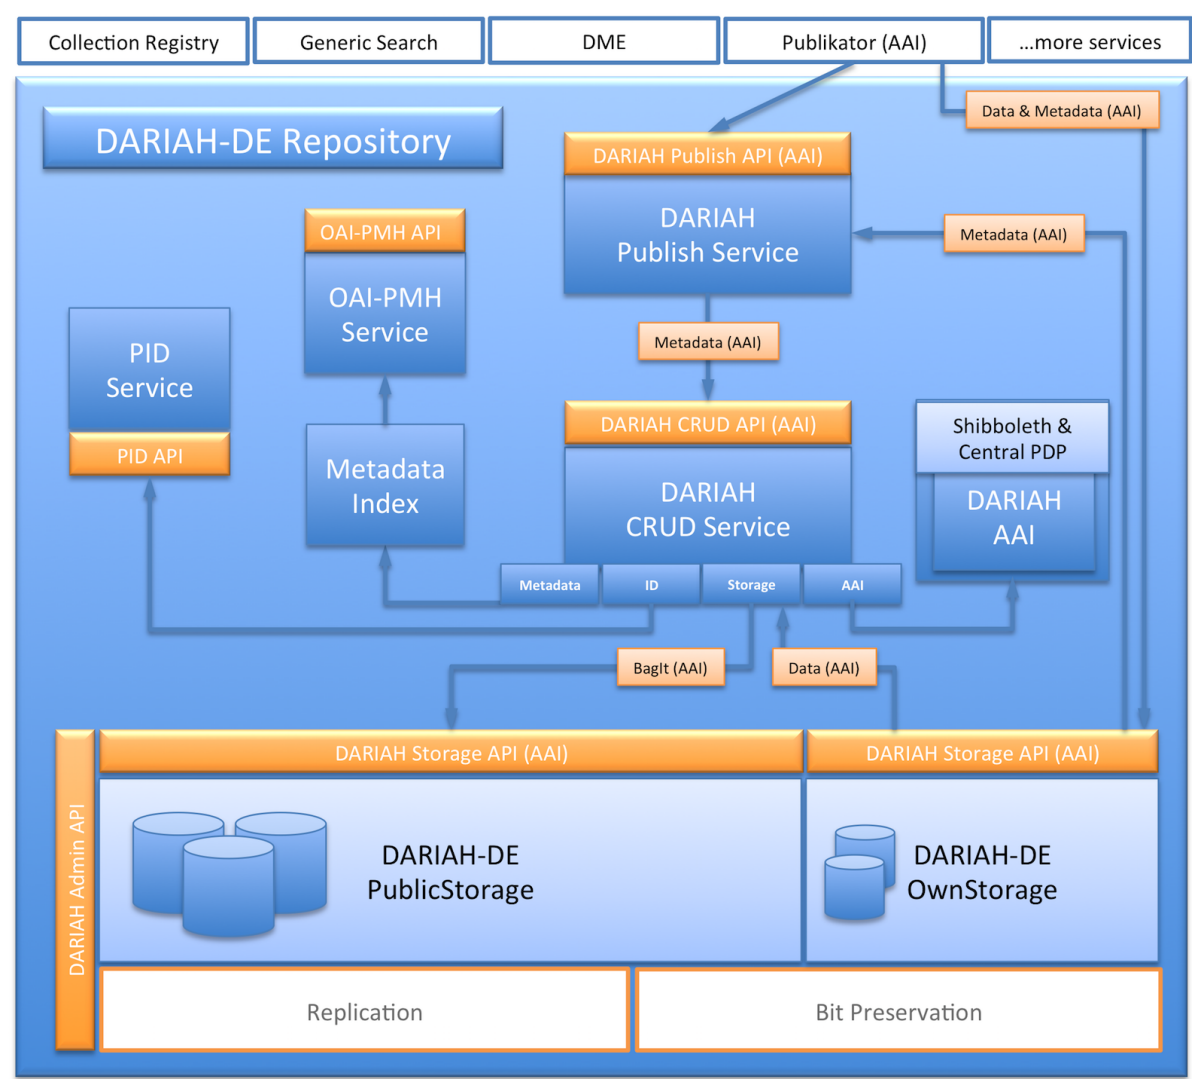 Collection Registry
Generic Search
DME
Publikator (AAI)
...more services
Data & Metadata (AAI)
DARIAH-DE Repository
DARIAH Publish API (AAI)
DARIAH
Publish Service
Metadata (AAI)
OAI-PMH API
OAI-PMH
Service
PID
Service
PID API
Metadata (AAI)
DARIAH CRUD API (AAI)
DARIAH
CRUD Service
Metadata
Index
Shibboleth &
Central PDP
DARIAH
AAI
Metadata
ID
Storage
AAI
BagIt (AAI)
Data (AAI)
DARIAH Storage API (AAI)
DARIAH Storage API (AAI)
DARIAH Admin API
DARIAH-DE
PublicStorage
DARIAH-DE
OwnStorage
Replication
Bit Preservation